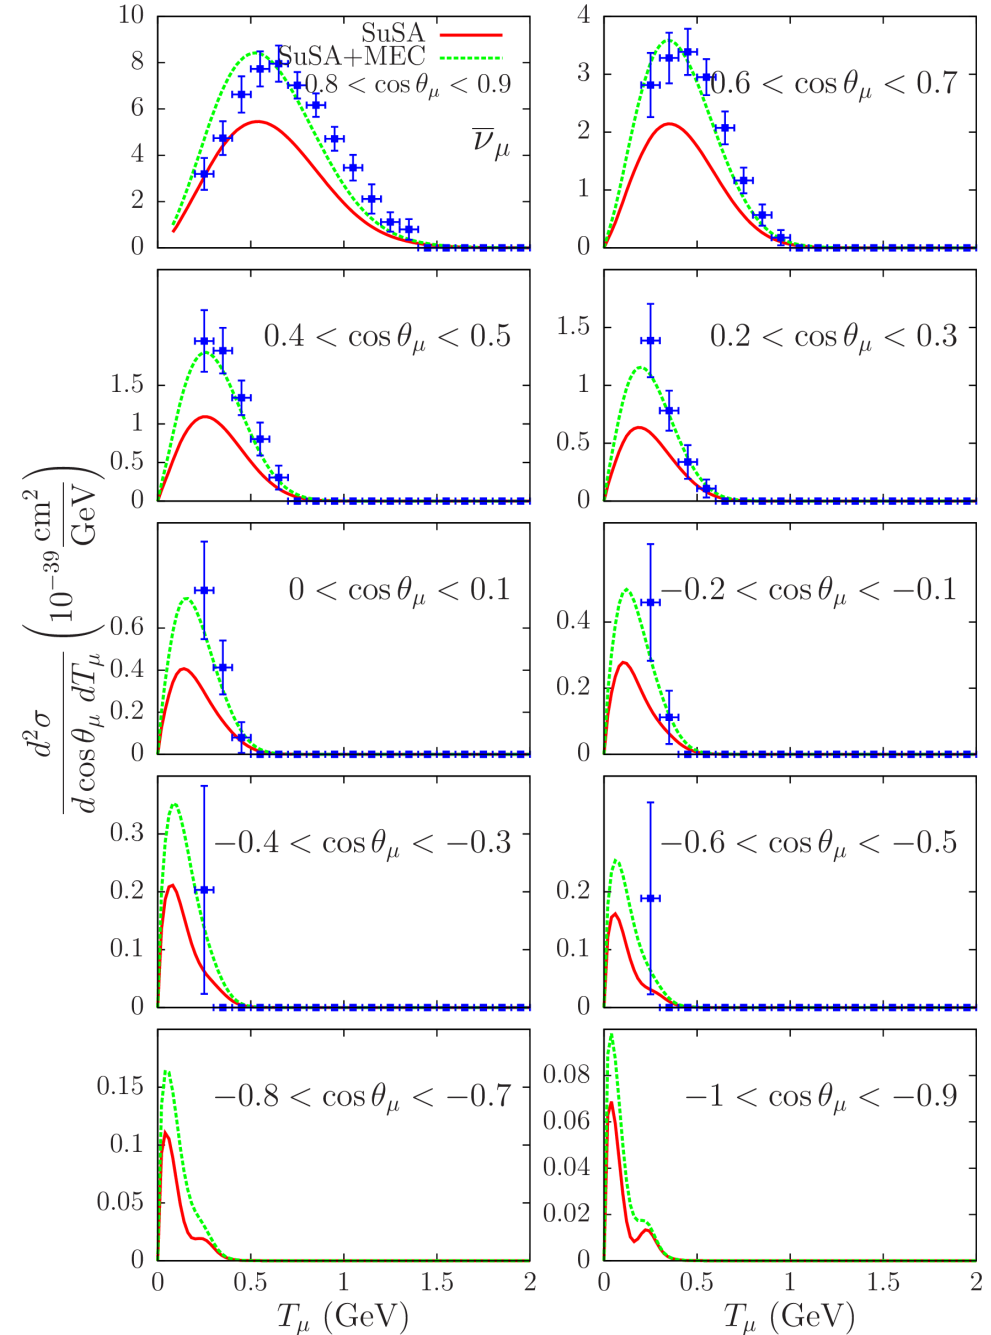 SuSA
SuSA+MEC
0.8 < cos θμ < 0.9
ν̅μ
10
8
6
4
2
0
0.6 < cos θμ < 0.7
4
3
2
1
0
0.4 < cos θμ < 0.5
1.5
1
0.5
0
0.2 < cos θμ < 0.3
1.5
1
0.5
0
0 < cos θμ < 0.1
0.6
0.4
0.2
0
−0.2 < cos θμ < −0.1
0.4
0.2
0
−0.4 < cos θμ < −0.3
0.3
0.2
0.1
0
−0.6 < cos θμ < −0.5
0.2
0.1
0
−0.8 < cos θμ < −0.7
0.15
0.1
0.05
0
−1 < cos θμ < −0.9
0.08
0.06
0.04
0.02
0
0 0.5 1 1.5 2
0 0.5 1 1.5 2
Tμ (GeV)
Tμ (GeV)
d²σ / d cos θμ dTμ (10⁻³⁹ cm² / GeV)